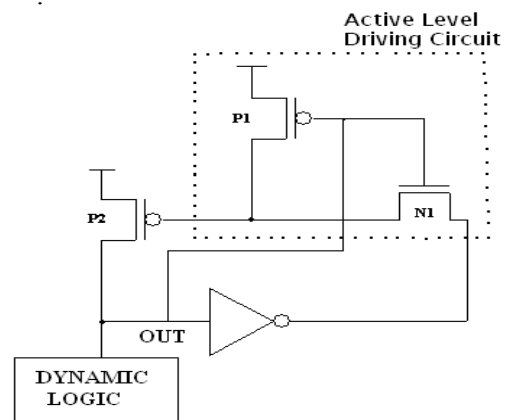 Active Level
Driving Circuit
P1
P2
N1
OUT
DYNAMIC
LOGIC